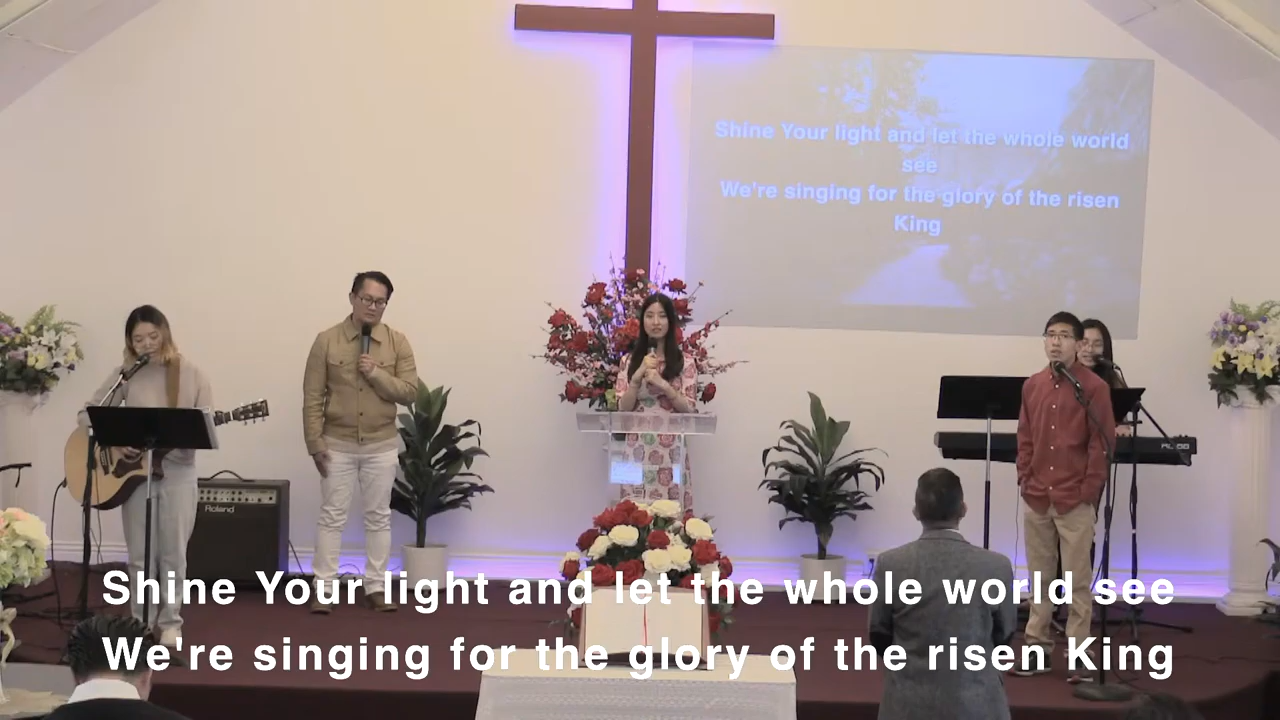 Shine Your light and let the whole world
see
We're singing for the glory of the risen
King
Roland
Shine Your light and let the whole world see
We're singing for the glory of the risen King